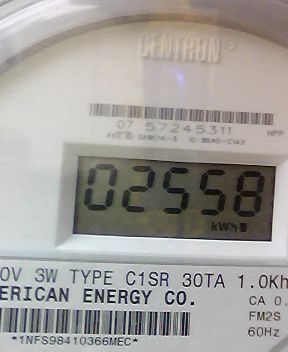 CENTRON®
07 57245311
02558
kWh
0V 3W TYPE C1SR 30TA 1.0Kh
ERICAN ENERGY CO.
CA 0.
FM2S
60Hz
*1NFS98410366MEC*